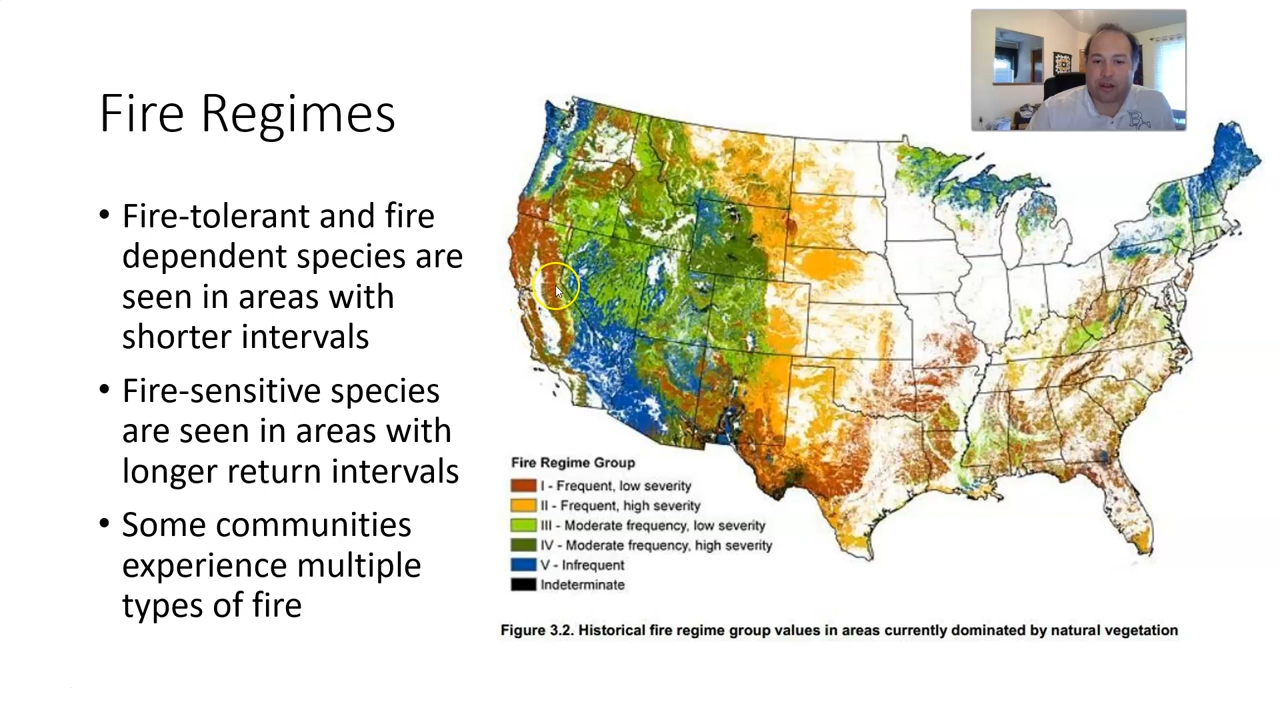 Fire Regimes
• Fire-tolerant and fire
dependent species are
seen in areas with
shorter intervals
• Fire-sensitive species
are seen in areas with
longer return intervals
• Some communities
experience multiple
types of fire
Fire Regime Group
I - Frequent, low severity
II - Frequent, high severity
III - Moderate frequency, low severity
IV - Moderate frequency, high severity
V - Infrequent
Indeterminate
Figure 3.2. Historical fire regime group values in areas currently dominated by natural vegetation